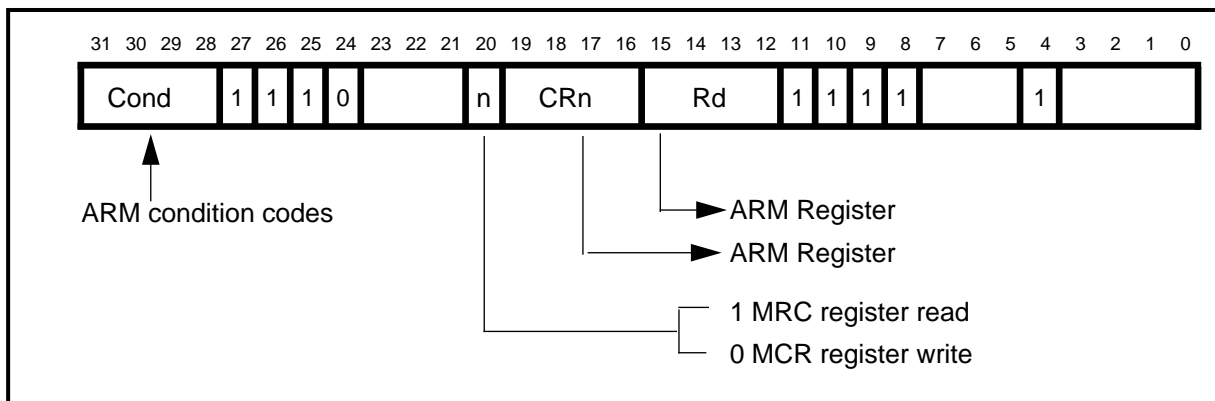 31 30 29 28 27 26 25 24 23 22 21 20 19 18 17 16 15 14 13 12 11 10 9 8 7 6 5 4 3 2 1 0
Cond 1 1 1 0 n CRn Rd 1 1 1 1 1
ARM condition codes
ARM Register
ARM Register
1 MRC register read
0 MCR register write